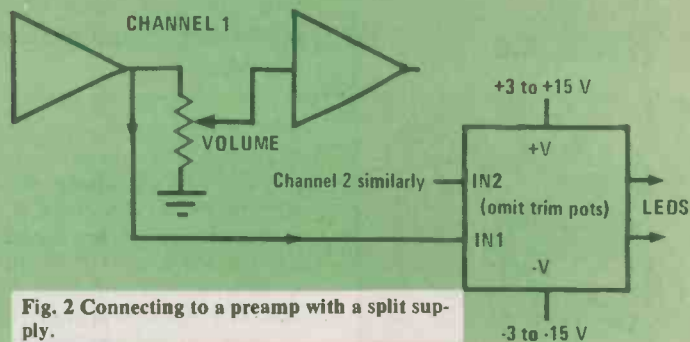 CHANNEL 1
VOLUME
+3 to +15 V
+V
Channel 2 similarly
IN2
(omit trim pots)
LEDS
IN1
-V
-3 to -15 V
Fig. 2 Connecting to a preamp with a split sup-
ply.